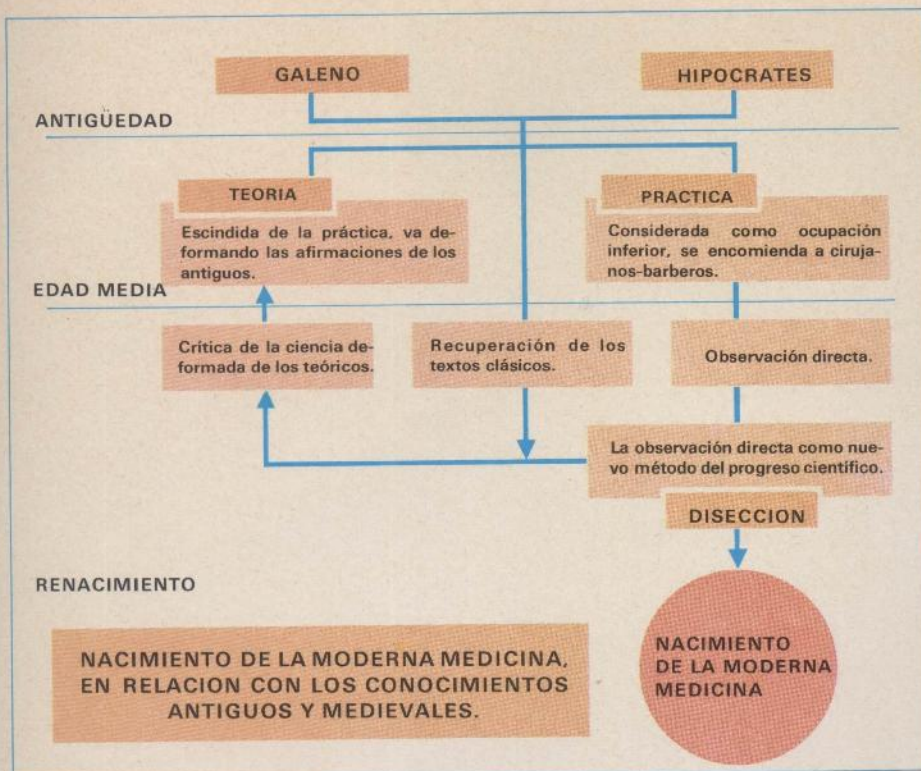 GALENO
HIPOCRATES
ANTIGÜEDAD
TEORIA
Escindida de la práctica, va de-
formando las afirmaciones de los
antiguos.
PRACTICA
Considerada como ocupación
inferior, se encomienda a ciruja-
nos-barberos.
EDAD MEDIA
Crítica de la ciencia de-
formada de los teóricos.
Recuperación de los
textos clásicos.
Observación directa.
La observación directa como nue-
vo método del progreso científico.
DISECCION
RENACIMIENTO
NACIMIENTO DE LA MODERNA MEDICINA,
EN RELACION CON LOS CONOCIMIENTOS
ANTIGUOS Y MEDIEVALES.
NACIMIENTO
DE LA MODERNA
MEDICINA